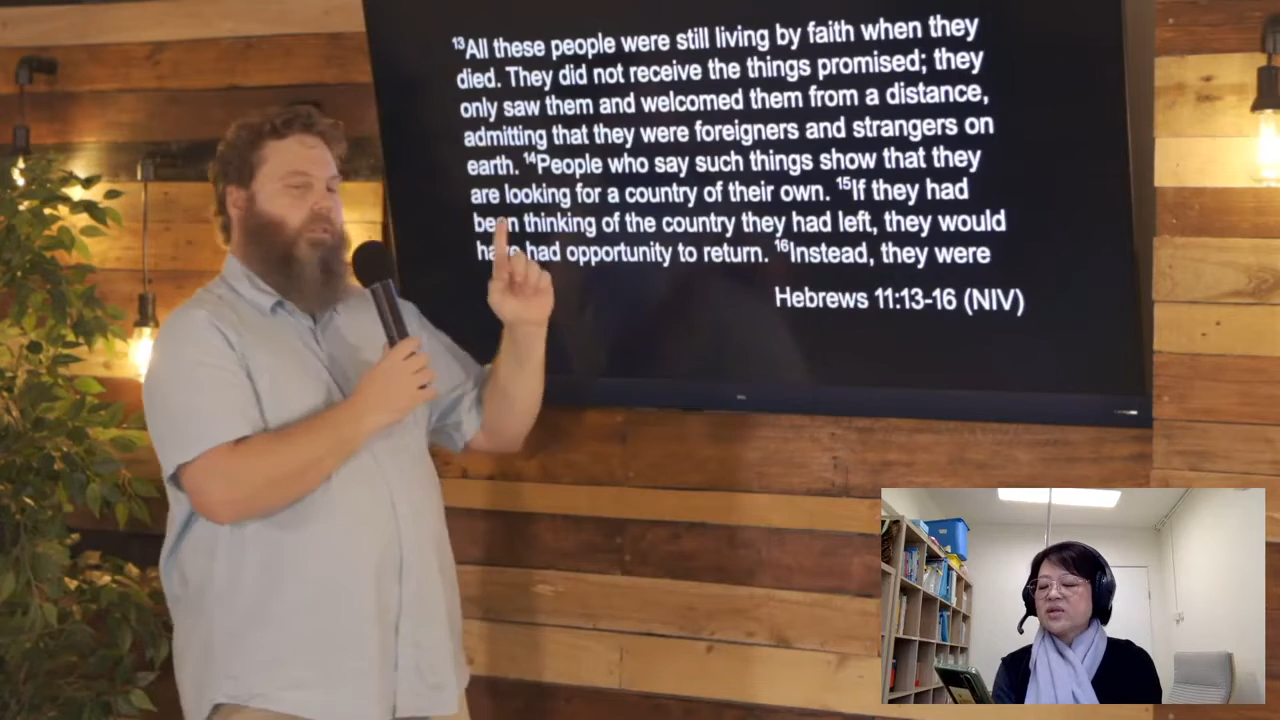 ¹³All these people were still living by faith when they
died. They did not receive the things promised; they
only saw them and welcomed them from a distance,
admitting that they were foreigners and strangers on
earth. ¹⁴People who say such things show that they
are looking for a country of their own. ¹⁵If they had
been thinking of the country they had left, they would
have had opportunity to return. ¹⁶Instead, they were
Hebrews 11:13-16 (NIV)